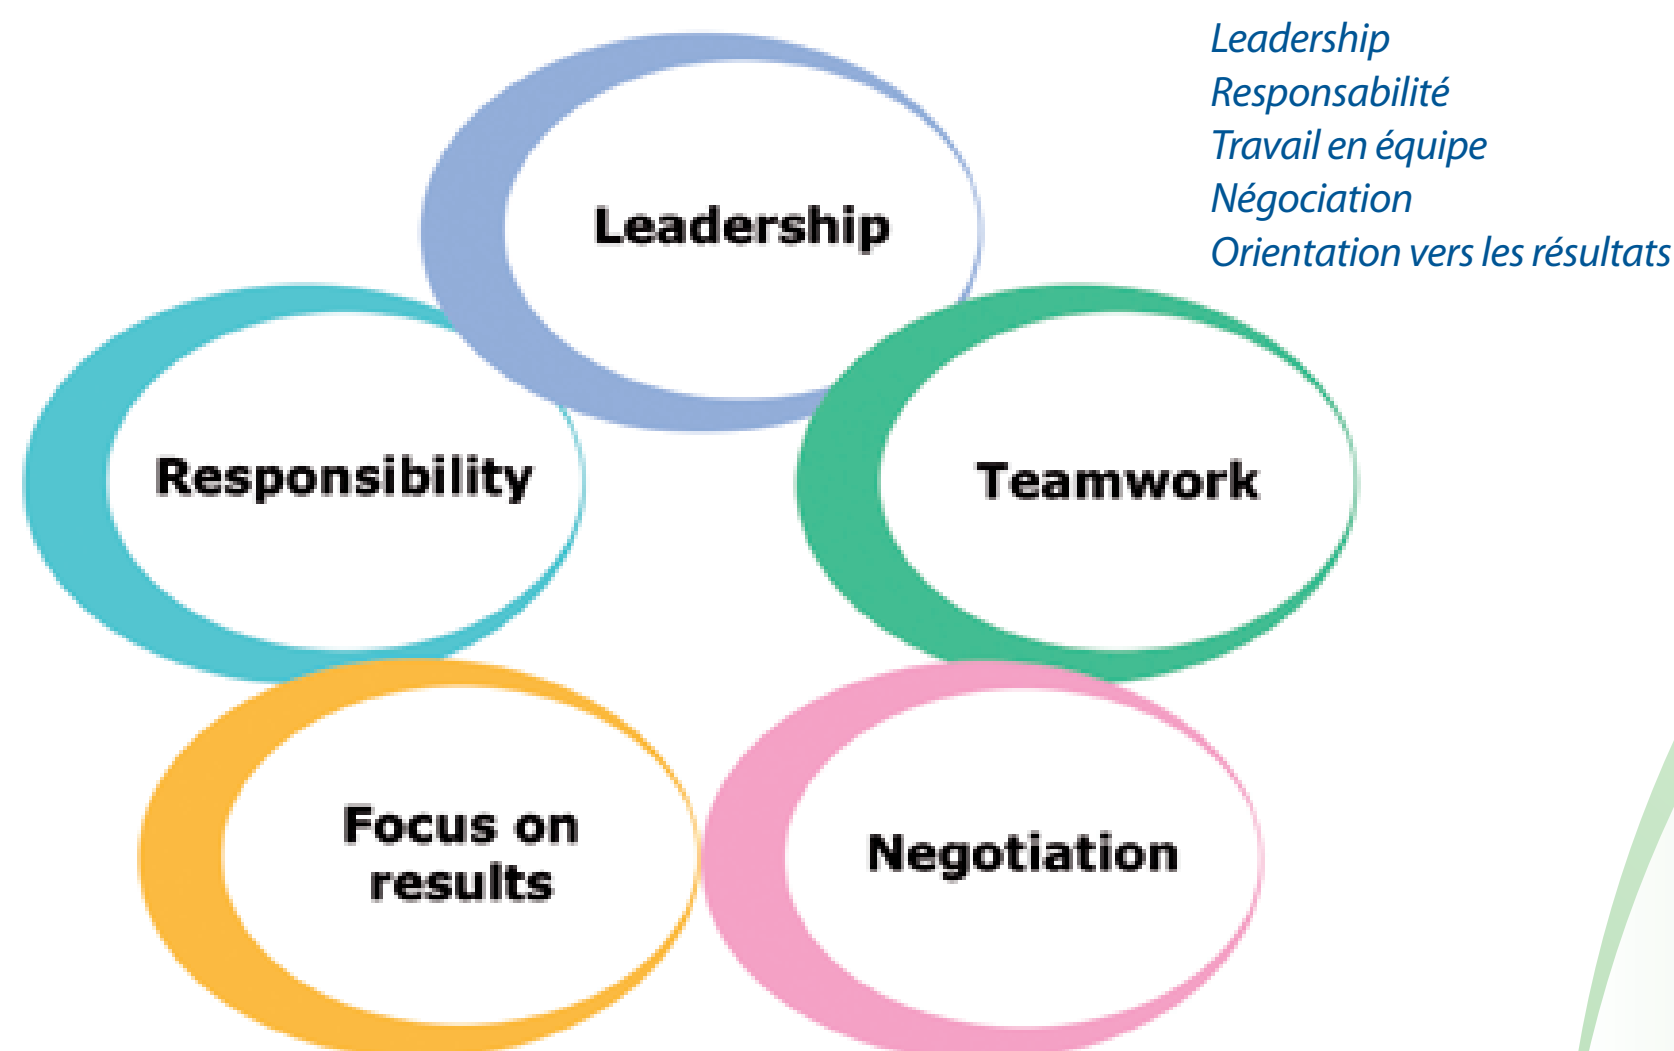 Leadership
Responsabilité
Travail en équipe
Négociation
Orientation vers les résultats
Leadership
Responsibility
Teamwork
Focus on
results
Negotiation